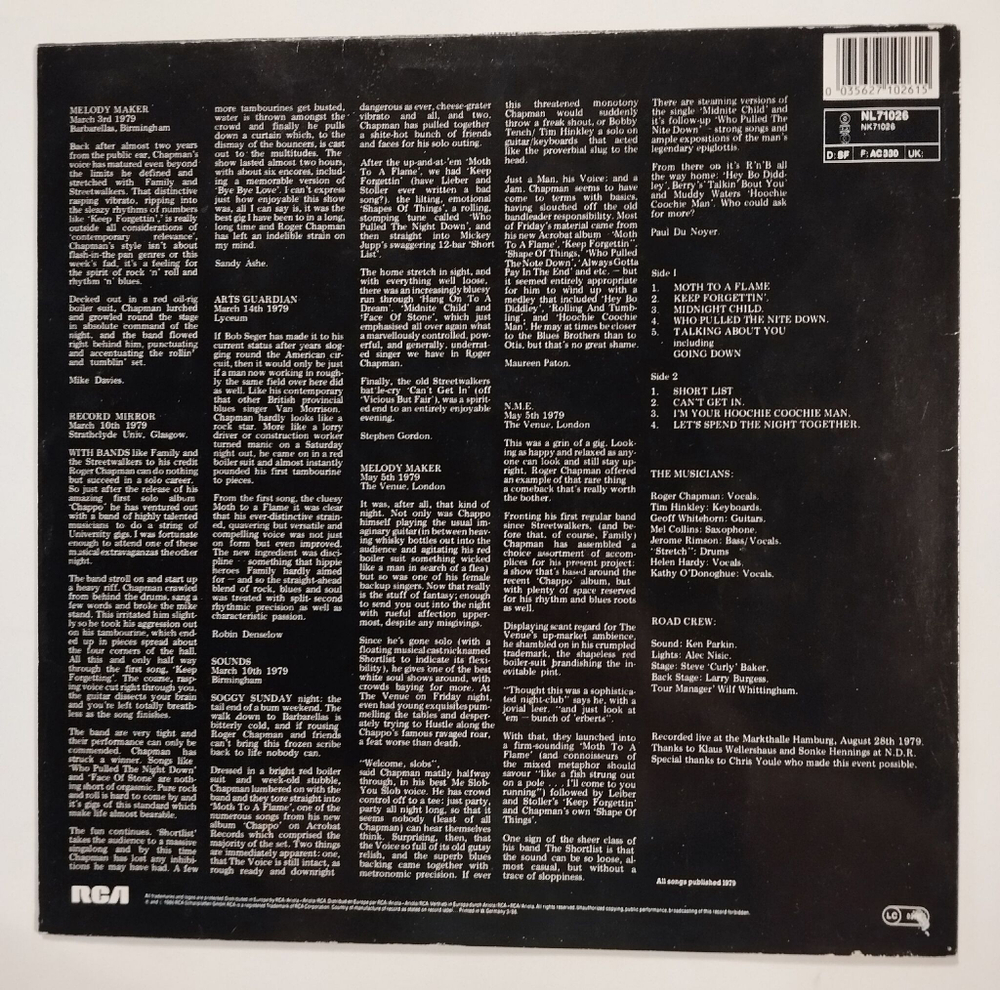 MELODY MAKER
March 3rd 1979
Barbarellas, Birmingham
Back after almost two years
from the public ear, Chapman's
voice has matured even beyond
the limits he defined and
stretched with Family and
Streetwalkers. That distinctive
rasping vibrato, ripping into
the sleazy rhythms of numbers
like 'Keep Forgettin',' is really
outside all considerations of
'contemporary relevance'.
Chapman's style isn't about
flash-in-the-pan genres or this
week's fad, it's a feeling for
the spirit of rock 'n' roll and
rhythm 'n' blues.
Decked out in a red oil-rig
boiler suit, Chapman lurched
and growled round the stage
in absolute command of the
night, and the band flowed
right behind him, punctuating
and accentuating the rollin'
and tumblin' set.
Mike Davies.
RECORD MIRROR
March 10th 1979
Strathclyde Univ, Glasgow.
WITH BANDS like Family and
the Streetwalkers to his credit
Roger Chapman can do nothing
but succeed in a solo career.
So just after the release of his
amazing first solo album
'Chappo' he has ventured out
with a band of highly talented
musicians to do a string of
University gigs. I was fortunate
enough to attend one of these
musical extravaganzas the other
night.
The band stroll on and start up
a heavy riff. Chapman crawled
from behind the drums, sang a
few words and broke the mike
stand. This irritated him slight-
ly so he took his aggression out
on his tambourine, which end-
ed up in pieces spread about
the four corners of the hall.
All this and only half way
through the first song, 'Keep
Forgetting'. The coarse, rasp-
ing voice cut right through you,
the guitar dissects your brain
and you're left totally breath-
less as the song finishes.
The band are very tight and
their performance can only be
commended. Chapman has
struck a winner. Songs like
'Who Pulled The Night Down'
and 'Face Of Stone' are noth-
ing short of orgasmic. Pure rock
and roll is hard to come by and
it's gigs of this standard which
make life almost bearable.
The fun continues. 'Shortlist'
takes the audience to a massive
singalong and by this time
Chapman has lost any inhibi-
tions he may have had. A few
more tambourines get busted,
water is thrown amongst the
crowd and finally he pulls
down a curtain which, to the
dismay of the bouncers, is cast
out to the multitudes. The
show lasted almost two hours,
with about six encores, includ-
ing a memorable version of
'Bye Bye Love'. I can't express
just how enjoyable this show
was, all I can say is, it was the
best gig I have been to in a long,
long time and Roger Chapman
has left an indelible strain on
my mind.
Sandy Ashe.
ARTS GUARDIAN
March 14th 1979
Lyceum
If Bob Seger has made it to his
current status after years slog-
ging round the American cir-
cuit, then it would only be just
if a man now working in rough-
ly the same field over here did
as well. Like his contemporary
that other British provincial
blues singer Van Morrison,
Chapman hardly looks like a
rock star. More like a lorry
driver or construction worker
turned manic on a Saturday
night out, he came on in a red
boiler suit and almost instantly
pounded his first tambourine
to pieces.
From the first song, the cluesy
Moth to a Flame it was clear
that his ever-distinctive strain-
ed, quavering but versatile and
compelling voice was not just
on form but even improved.
The new ingredient was disci-
pline – something that hippie
heroes Family hardly aimed
for – and so the straight-ahead
blend of rock, blues and soul
was treated with split-second
rhythmic precision as well as
characteristic passion.
Robin Denselow
SOUNDS
March 10th 1979
Birmingham
SOGGY SUNDAY night: the
tail end of a bum weekend. The
walk down to Barbarellas is
bitterly cold, and if rousing
Roger Chapman and friends
can't bring this frozen scribe
back to life nobody can.
Dressed in a bright red boiler
suit and week-old stubble,
Chapman lumbered on with the
band and they tore straight into
'Moth To A Flame', one of the
numerous songs from his new
album 'Chappo' on Acrobat
Records which comprised the
majority of the set. Two things
are immediately apparent: one,
that The Voice is still intact, as
rough ready and downright
dangerous as ever, cheese-grater
vibrato and all, and two,
Chapman has pulled together
a shite-hot bunch of friends
and faces for his solo outing.
After the up-and-at-'em 'Moth
To A Flame', we had 'Keep
Forgettin' (have Lieber and
Stoller ever written a bad
song?), the lilting, emotional
'Shapes Of Things', a rolling,
stomping tune called 'Who
Pulled The Night Down', and
then straight into Mickey
Jupp's swaggering 12-bar 'Short
List'.
The home stretch in sight, and
with everything well loose,
there was an increasingly bluesy
run through 'Hang On To A
Dream', 'Midnite Child' and
'Face Of Stone', which just
emphasised all over again what
a marvellously controlled, pow-
erful, and generally, underrat-
ed singer we have in Roger
Chapman.
Finally, the old Streetwalkers
bat'le-cry 'Can't Get In' (off
'Vicious But Fair'), was a spirit-
ed end to an entirely enjoyable
evening.
Stephen Gordon.
MELODY MAKER
May 5th 1979
The Venue, London
It was, after all, that kind of
night. Not only was Chappo
himself playing the usual im-
aginary guitar (in between heav-
ing whisky bottles out into the
audience and agitating his red
boiler suit something wicked
like a man in search of a flea)
but so was one of his female
backup singers. Now that really
is the stuff of fantasy; enough
to send you out into the night
with rueful affection upper-
most, despite any misgivings.
Since he's gone solo (with a
floating musical cast nicknamed
Shortlist to indicate its flexi-
bility), he gives one of the best
white soul shows around, with
crowds baying for more. At
The Venue on Friday night,
even had young exquisites pum-
melling the tables and desper-
ately trying to Hustle along the
Chappo's famous ravaged roar,
a feat worse than death.
"Welcome, slobs",
said Chapman matily halfway
through, in his best Me Slob-
You Slob voice. He has crowd
control off to a tee: just party,
party all night long, so that it
seems nobody (least of all
Chapman) can hear themselves
think. Surprising, then, that
the Voice so full of its old gutsy
relish, and the superb blues
backing came together with
metronomic precision. If ever
this threatened monotony
Chapman would suddenly
throw a freak shout, or Bobby
Tench/ Tim Hinkley a solo on
guitar/keyboards that acted
like the proverbial slug to the
head.
Just a Man, his Voice: and a
Jam. Chapman seems to have
come to terms with basics,
having slouched off the old
bandleader responsibility. Most
of Friday's material came from
his new Acrobat album – 'Moth
To A Flame', 'Keep Forgettin'',
'Shape Of Things', 'Who Pulled
The Nite Down', 'Always Gotta
Pay In The End' and etc. – but
it seemed entirely appropriate
for him to wind up with a
medley that included 'Hey Bo
Diddley', 'Rolling And Tumb-
ling', and 'Hoochie Coochie
Man'. He may at times be closer
to the Blues Brothers than to
Otis, but that's no great shame.
Maureen Paton.
N.M.E.
May 5th 1979
The Venue, London
This was a grin of a gig. Look-
ing as happy and relaxed as any-
one can look and still stay up-
right, Roger Chapman offered
an example of that rare thing
a comeback that's really worth
the bother.
Fronting his first regular band
since Streetwalkers, (and be-
fore that, of course, Family)
Chapman has assembled a
choice assortment of accom-
plices for his present project:
a show that's based around the
recent 'Chappo' album, but
with plenty of space reserved
for his rhythm and blues roots
as well.
Displaying scant regard for The
Venue's up-market ambience,
he shambled on in his crumpled
trademark, the shapeless red
boiler-suit brandishing the in-
evitable pint.
"Thought this was a sophistica-
ted night-club" says he, with a
jovial leer, "and just look at
'em – bunch of 'erberts".
With that, they launched into
a firm-sounding 'Moth To A
Flame' (and connoisseurs of
the mixed metaphor should
savour "like a fish strung out
on a pole . . . I'll come to you
running") followed by Leiber
and Stoller's 'Keep Forgettin'
and Chapman's own 'Shape Of
Things'.
One sign of the sheer class of
his band The Shortlist is that
the sound can be so loose, al-
most casual, but without a
trace of sloppiness.
There are steaming versions of
the single 'Midnite Child' and
it's follow-up 'Who Pulled The
Nite Down' – strong songs and
ample expositions of the man's
legendary epiglottis.
From there on it's R'n'B all
the way home: 'Hey Bo Didd-
ley', Berry's 'Talkin' Bout You
and Muddy Waters 'Hoochie
Coochie Man'. Who could ask
for more?
Paul Du Noyer.
Side 1
1. MOTH TO A FLAME
2. KEEP FORGETTIN'.
3. MIDNIGHT CHILD.
4. WHO PULLED THE NITE DOWN.
5. TALKING ABOUT YOU
including
GOING DOWN
Side 2
1. SHORT LIST
2. CAN'T GET IN.
3. I'M YOUR HOOCHIE COOCHIE MAN.
4. LET'S SPEND THE NIGHT TOGETHER.
THE MUSICIANS:
Roger Chapman: Vocals.
Tim Hinkley: Keyboards.
Geoff Whitehorn: Guitars.
Mel Collins: Saxophone.
Jerome Rimson: Bass/Vocals.
"Stretch": Drums
Helen Hardy: Vocals.
Kathy O'Donoghue: Vocals.
ROAD CREW:
Sound: Ken Parkin.
Lights: Alec Nisic.
Stage: Steve 'Curly' Baker.
Back Stage: Larry Burgess.
Tour Manager' Wilf Whittingham.
Recorded live at the Markthalle Hamburg, August 28th 1979.
Thanks to Klaus Wellershaus and Sonke Hennings at N.D.R.
Special thanks to Chris Youle who made this event possible.
All songs published 1979
0 035627 102615
NL71026
NK71026
D: BF F: AC330 UK:
RCA
All trademarks and logos are protected. Distributed in Europe by RCA-Ariola
LC